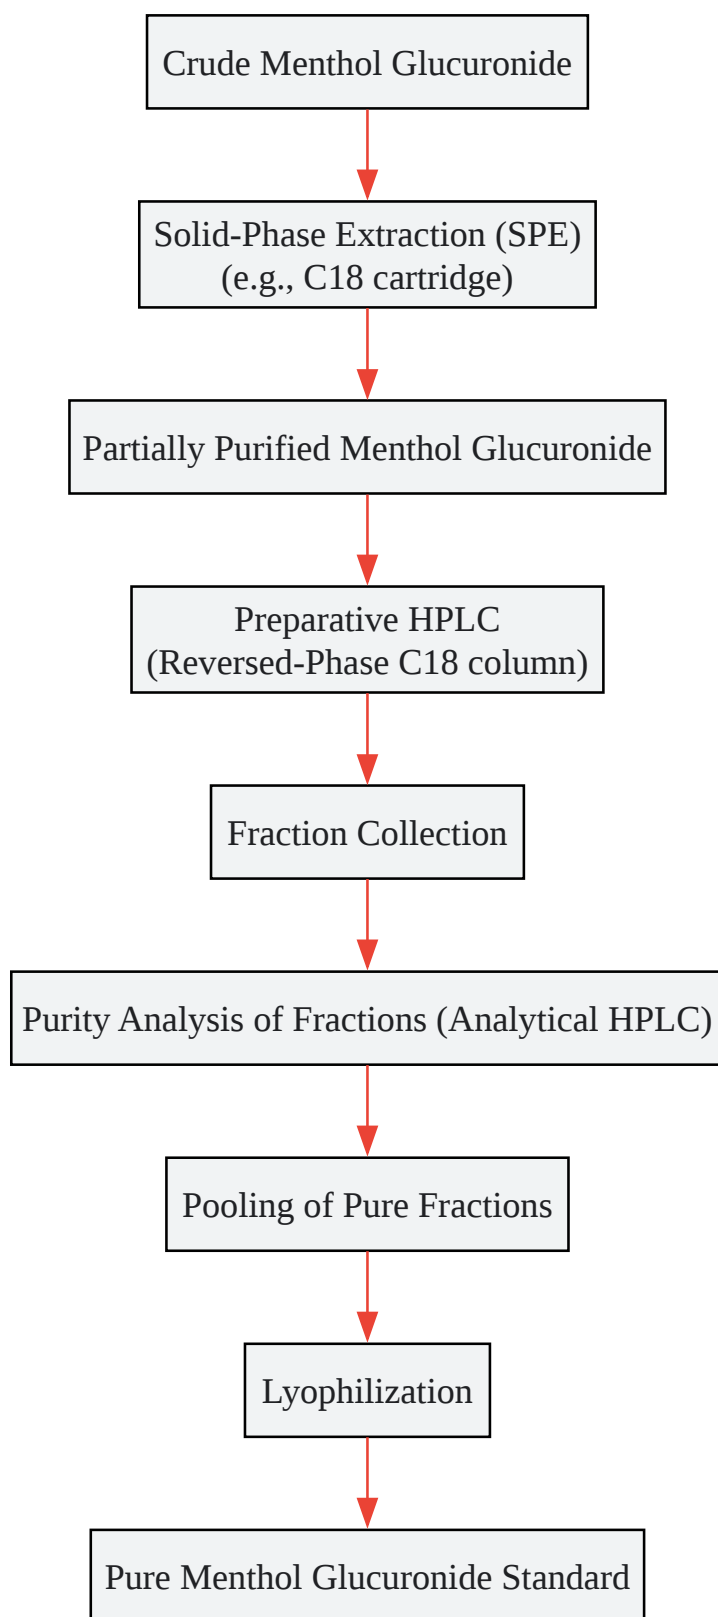 Crude Menthol Glucuronide
Solid-Phase Extraction (SPE)
(e.g., C18 cartridge)
Partially Purified Menthol Glucuronide
Preparative HPLC
(Reversed-Phase C18 column)
Fraction Collection
Purity Analysis of Fractions (Analytical HPLC)
Pooling of Pure Fractions
Lyophilization
Pure Menthol Glucuronide Standard